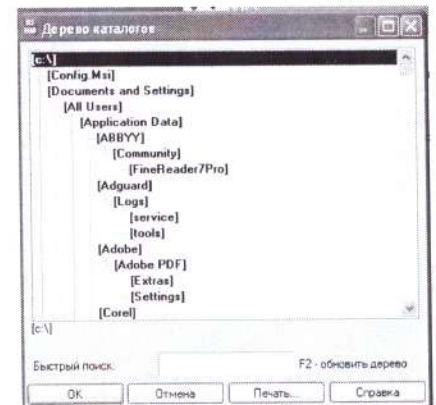 Дерево каталогов
[c:\]
[Config.Msi]
[Documents and Settings]
[All Users]
[Application Data]
[ABBYY]
[Community]
[FineReader7Pro]
[Adguard]
[Logs]
[service]
[tools]
[Adobe]
[Adobe PDF]
[Extras]
[Settings]
[Corel]
[c:\]
Быстрый поиск:
F2 - обновить дерево
OK
Отмена
Печать...
Справка